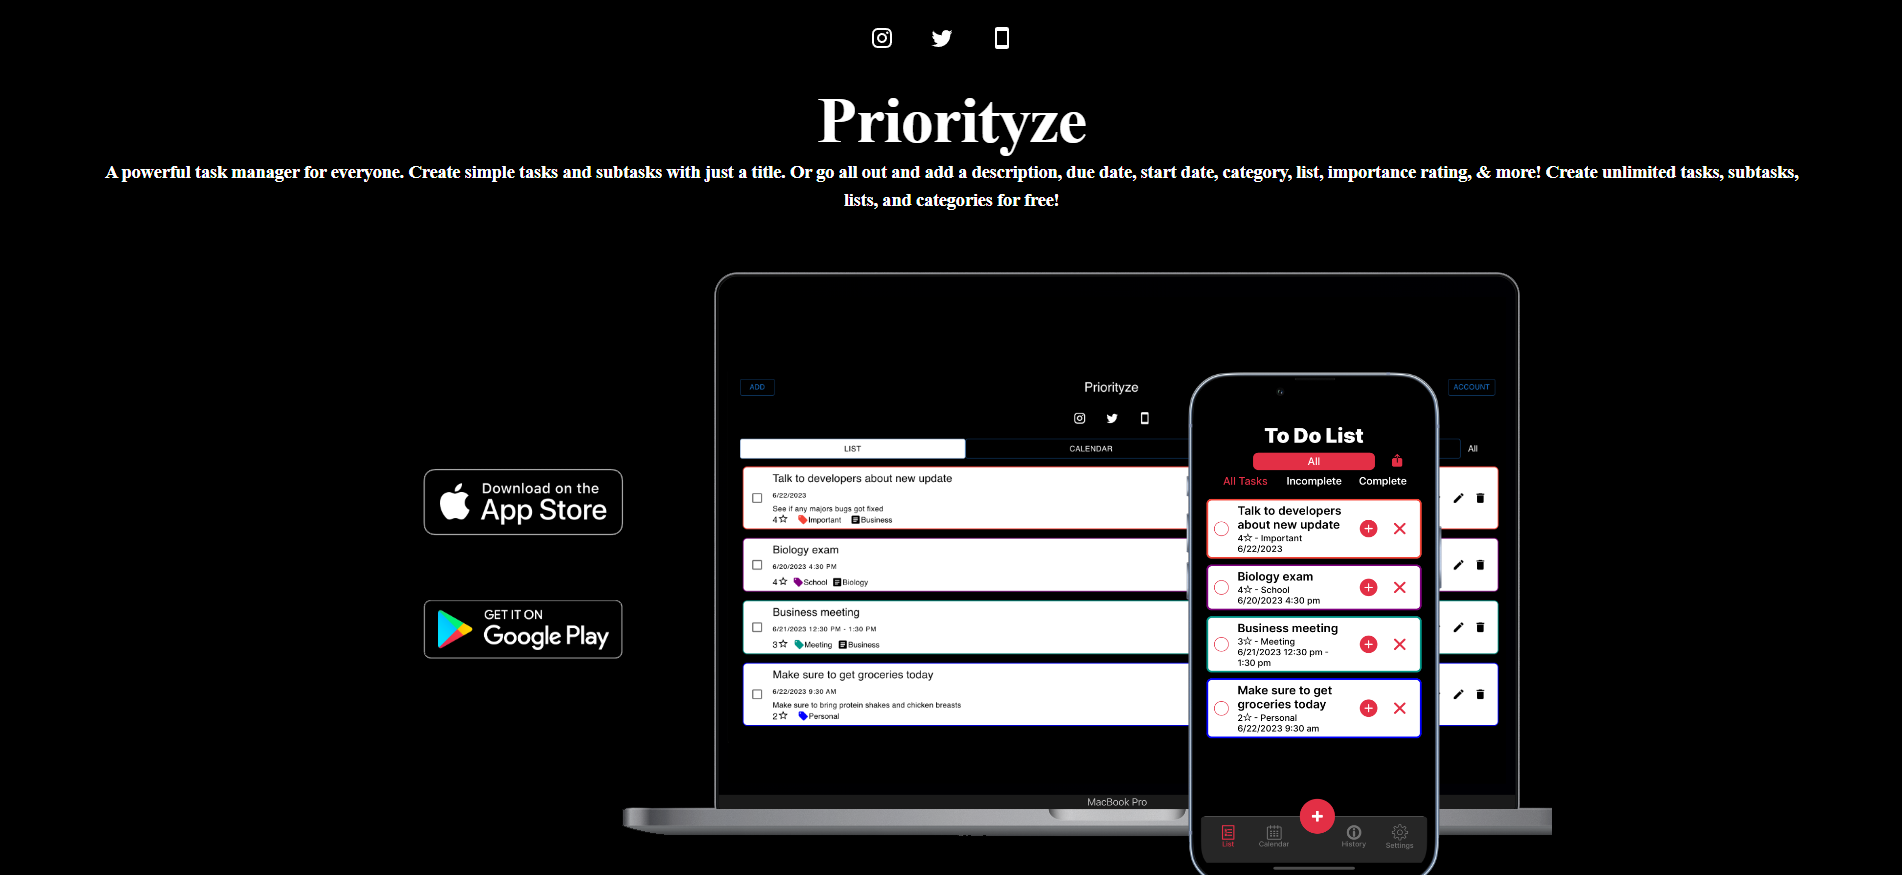 Priorityze
A powerful task manager for everyone. Create simple tasks and subtasks with just a title. Or go all out and add a description, due date, start date, category, list, importance rating, & more! Create unlimited tasks, subtasks,
lists, and categories for free!
Download on the
App Store
GET IT ON
Google Play
ADD
Priorityze
ACCOUNT
LIST
CALENDAR
All
Talk to developers about new update
6/22/2023
See if any majors bugs got fixed
4☆ Important Business
Biology exam
6/20/2023 4:30 PM
4☆ School Biology
Business meeting
6/21/2023 12:30 PM - 1:30 PM
3☆ Meeting Business
Make sure to get groceries today
6/22/2023 9:30 AM
Make sure to bring protein shakes and chicken breasts
2☆ Personal
MacBook Pro
To Do List
All
All Tasks Incomplete Complete
Talk to developers
about new update
4☆ - Important
6/22/2023
Biology exam
4☆ - School
6/20/2023 4:30 pm
Business meeting
3☆ - Meeting
6/21/2023 12:30 pm -
1:30 pm
Make sure to get
groceries today
2☆ - Personal
6/22/2023 9:30 am
List Calendar History Settings